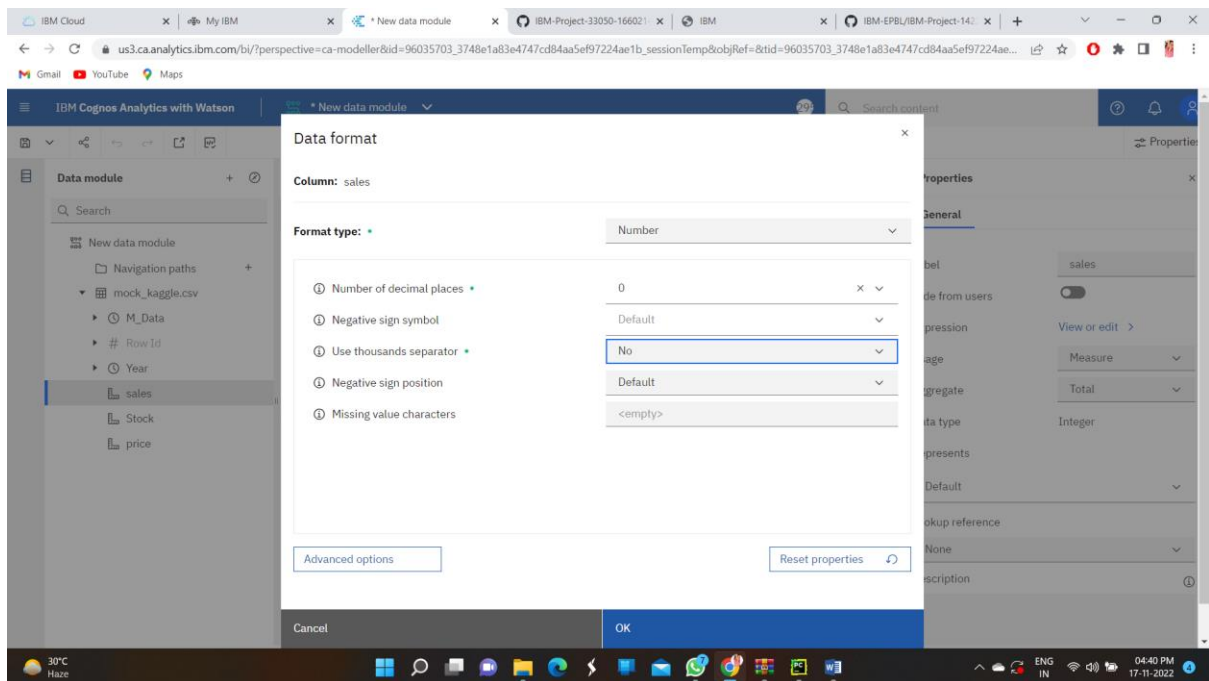 IBM Cloud
My IBM
* New data module
IBM-Project-33050-166021
IBM
IBM-EPBL/IBM-Project-142
us3.ca.analytics.ibm.com/bi/?perspective=ca-modeller&id=96035703_3748e1a83e4747cd84aa5ef97224ae1b_sessionTemp&objRef=&tid=96035703_3748e1a83e4747cd84aa5ef97224ae...
Gmail
YouTube
Maps
IBM Cognos Analytics with Watson
* New data module
Search content
Data format
Properties
Data module
Column: sales
Properties
Search
General
Format type:
Number
New data module
Navigation paths
bel
sales
mock_kaggle.csv
Number of decimal places
0
de from users
M_Data
Negative sign symbol
Default
pression
View or edit >
# Row Id
Use thousands separator
No
age
Measure
Year
Negative sign position
Default
ggregate
Total
sales
Missing value characters
<empty>
ata type
Integer
Stock
presents
price
Default
okup reference
None
Advanced options
Reset properties
escription
Cancel
OK
30°C
Haze
ENG
IN
04:40 PM
17-11-2022
4